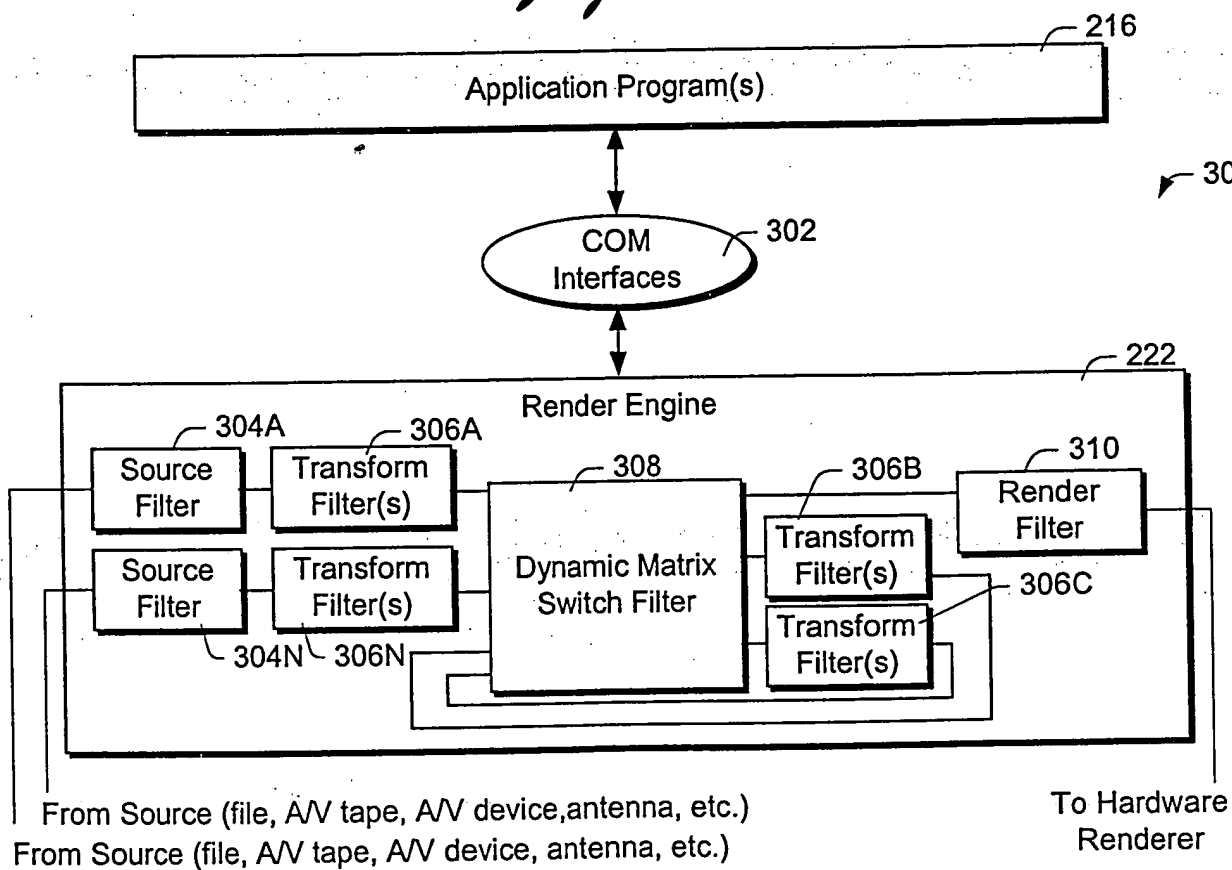 216
Application Program(s)
30
COM
Interfaces
302
222
Render Engine
304A
306A
308
306B
310
Source
Filter
Transform
Filter(s)
Dynamic Matrix
Switch Filter
Transform
Filter(s)
Render
Filter
Source
Filter
Transform
Filter(s)
306C
Transform
Filter(s)
304N
306N
From Source (file, A/V tape, A/V device,antenna, etc.)
From Source (file, A/V tape, A/V device, antenna, etc.)
To Hardware
Renderer